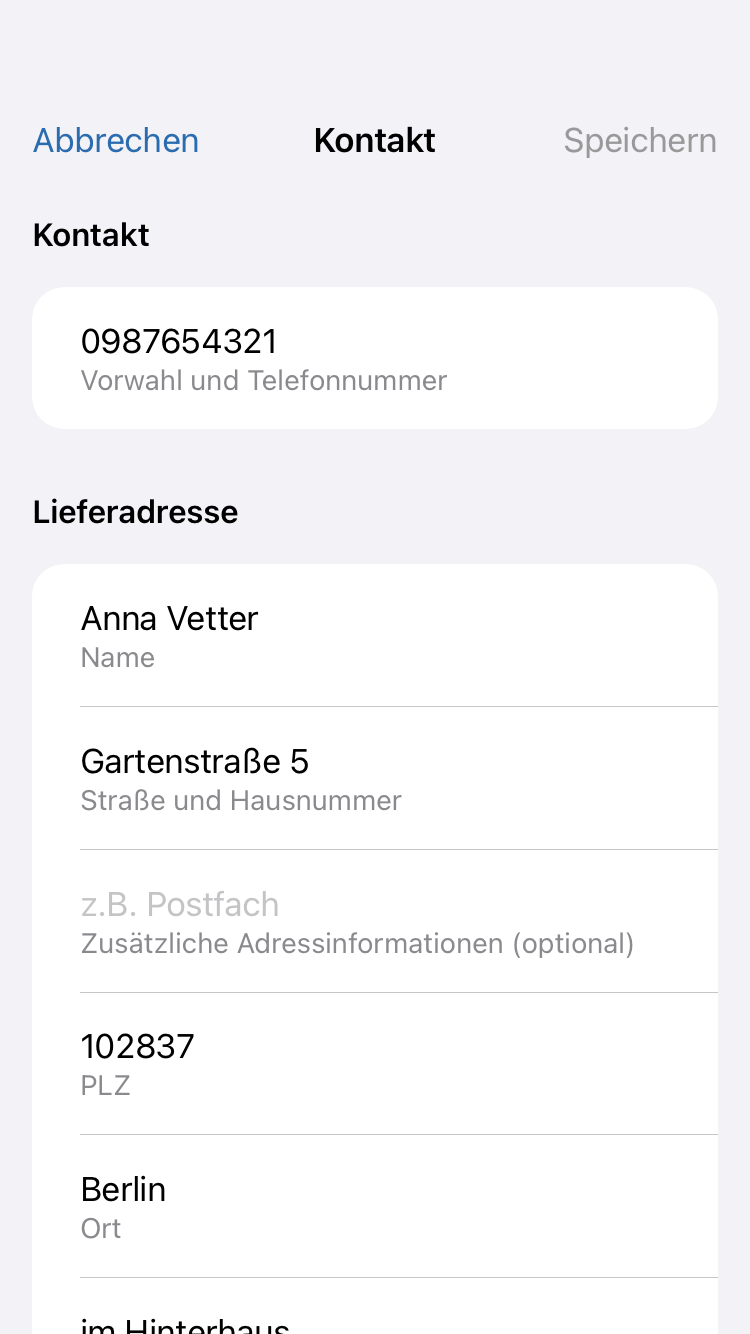 Abbrechen
Kontakt
Speichern
Kontakt
0987654321
Vorwahl und Telefonnummer
Lieferadresse
Anna Vetter
Name
Gartenstraße 5
Straße und Hausnummer
z.B. Postfach
Zusätzliche Adressinformationen (optional)
102837
PLZ
Berlin
Ort
im Hinterhaus